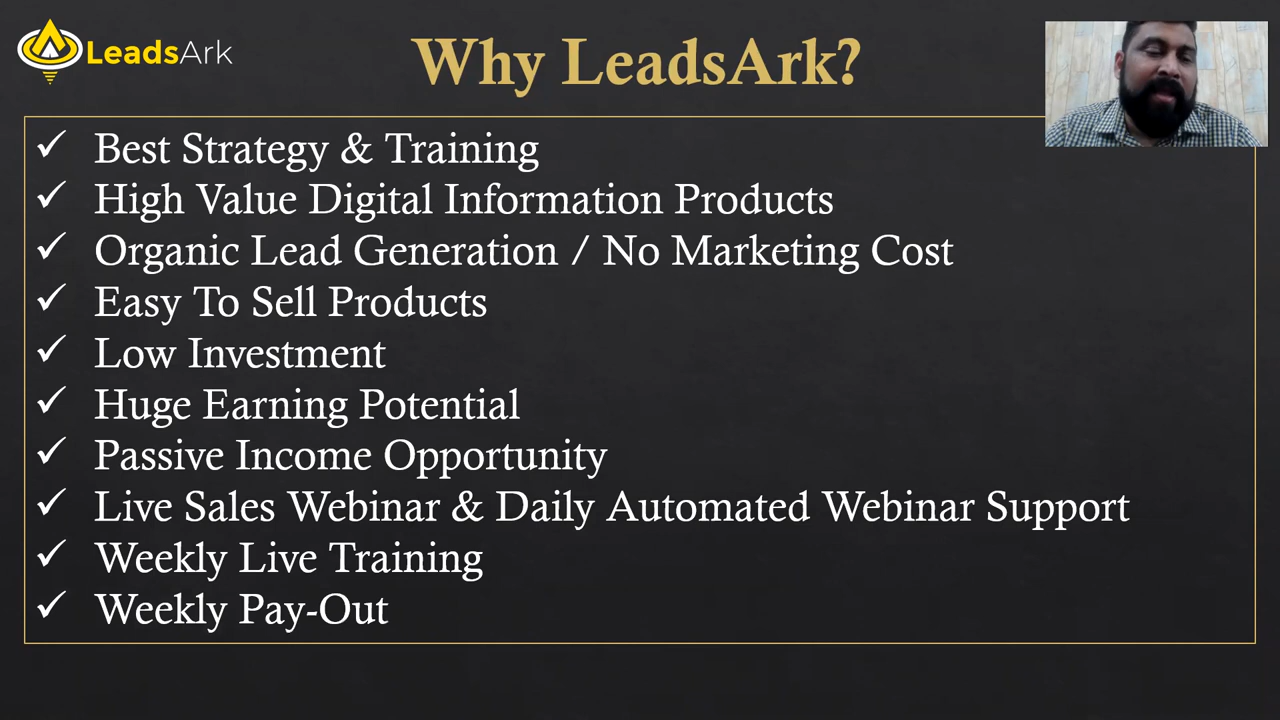 LeadsArk
Why LeadsArk?
✓ Best Strategy & Training
✓ High Value Digital Information Products
✓ Organic Lead Generation / No Marketing Cost
✓ Easy To Sell Products
✓ Low Investment
✓ Huge Earning Potential
✓ Passive Income Opportunity
✓ Live Sales Webinar & Daily Automated Webinar Support
✓ Weekly Live Training
✓ Weekly Pay-Out